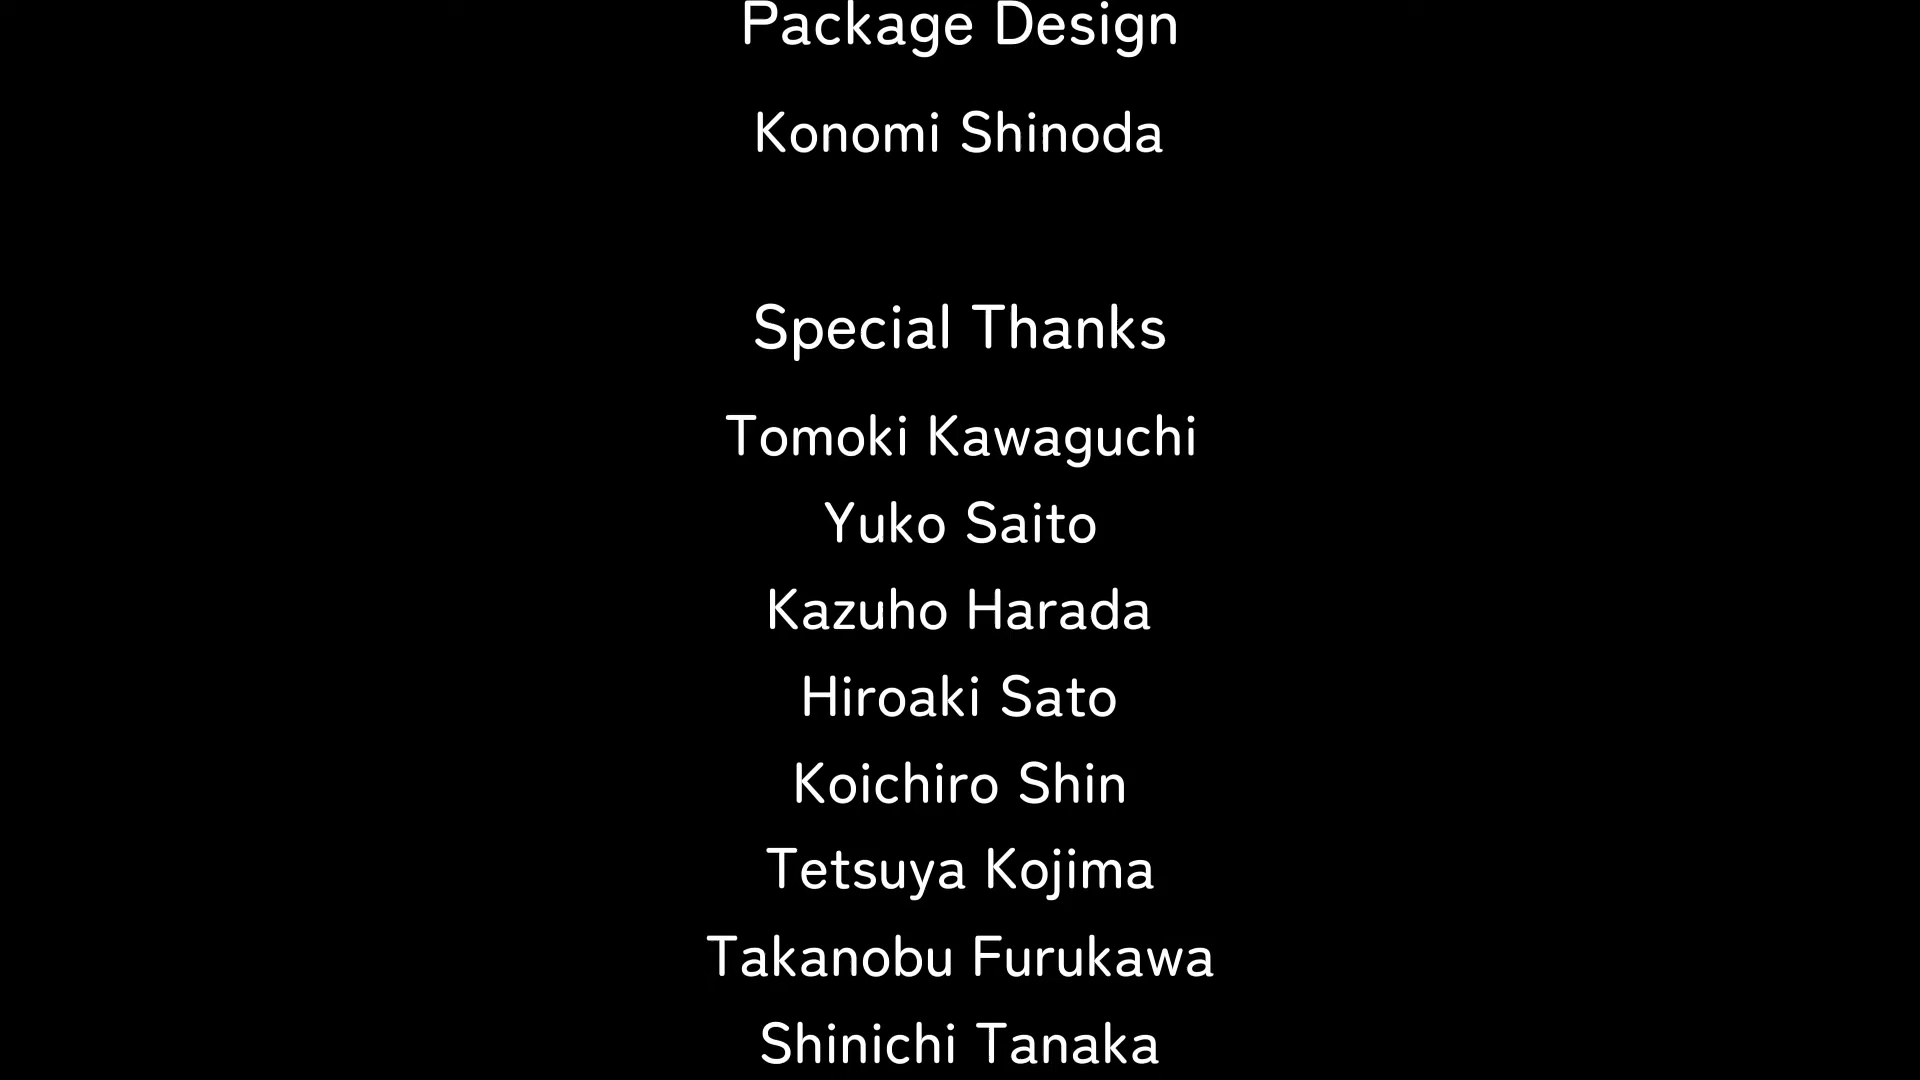 Package Design
Konomi Shinoda
Special Thanks
Tomoki Kawaguchi
Yuko Saito
Kazuho Harada
Hiroaki Sato
Koichiro Shin
Tetsuya Kojima
Takanobu Furukawa
Shinichi Tanaka